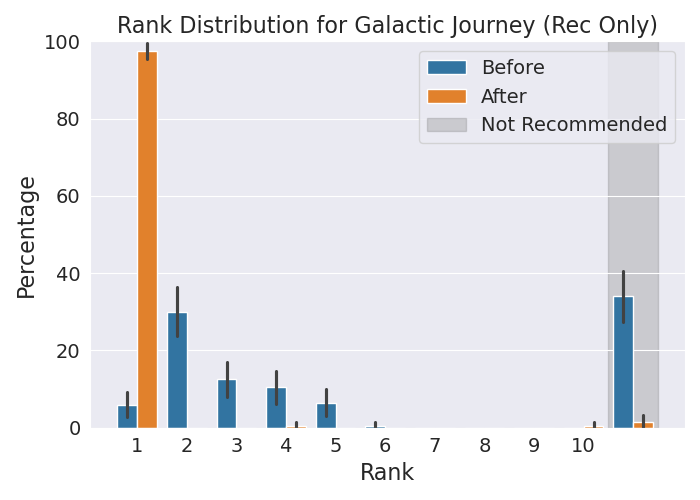 Rank Distribution for Galactic Journey (Rec Only)
100
80
60
40
20
0
Percentage
Before
After
Not Recommended
1 2 3 4 5 6 7 8 9 10
Rank